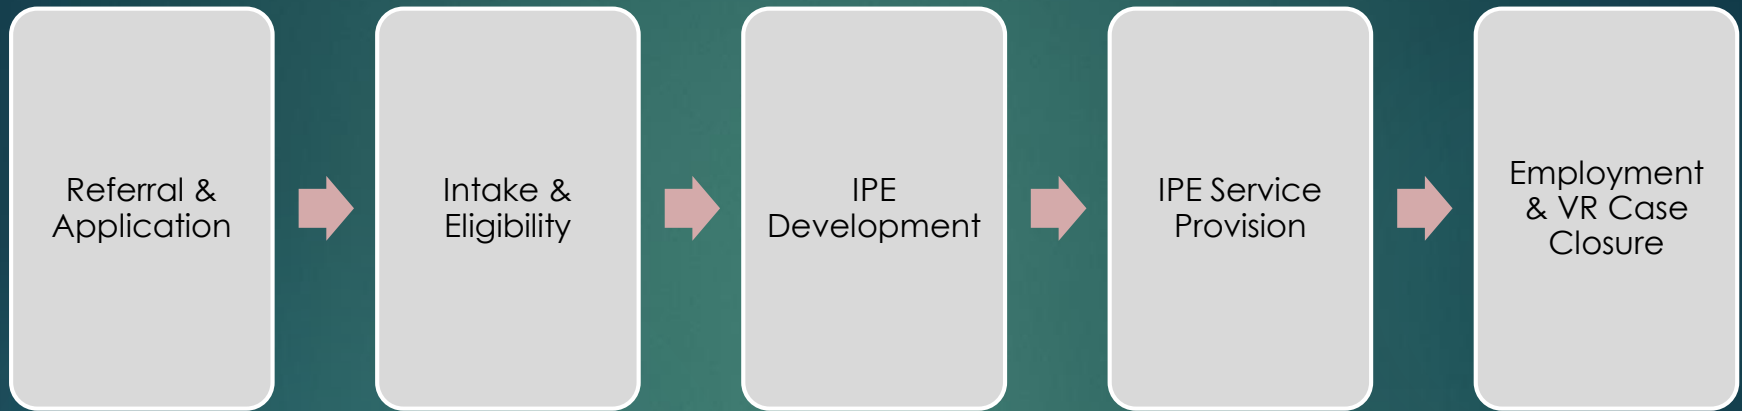 Referral &
Application
Intake &
Eligibility
IPE
Development
IPE Service
Provision
Employment
& VR Case
Closure